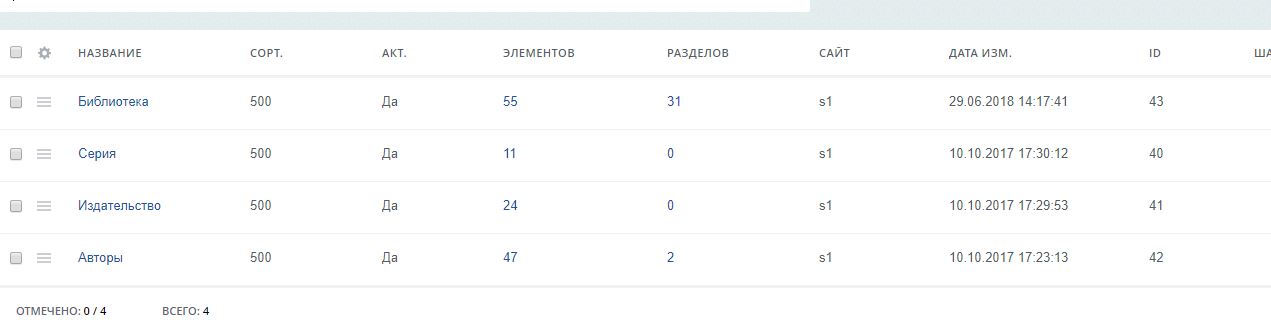 НАЗВАНИЕ СОРТ. АКТ. ЭЛЕМЕНТОВ РАЗДЕЛОВ САЙТ ДАТА ИЗМ. ID
Библиотека 500 Да 55 31 s1 29.06.2018 14:17:41 43
Серия 500 Да 11 0 s1 10.10.2017 17:30:12 40
Издательство 500 Да 24 0 s1 10.10.2017 17:29:53 41
Авторы 500 Да 47 2 s1 10.10.2017 17:23:13 42
ОТМЕЧЕНО: 0 / 4 ВСЕГО: 4